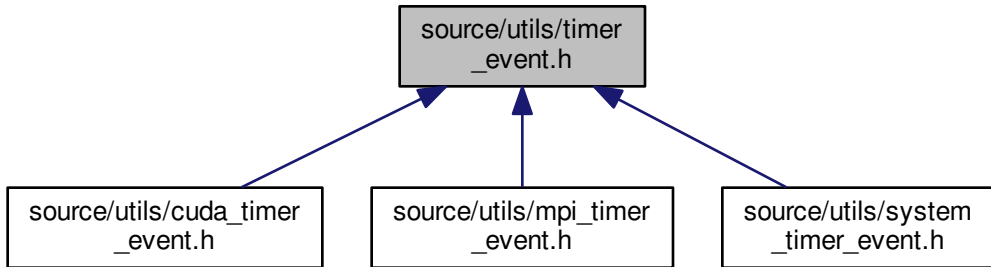 source/utils/timer
_event.h
source/utils/cuda_timer
_event.h
source/utils/mpi_timer
_event.h
source/utils/system
_timer_event.h